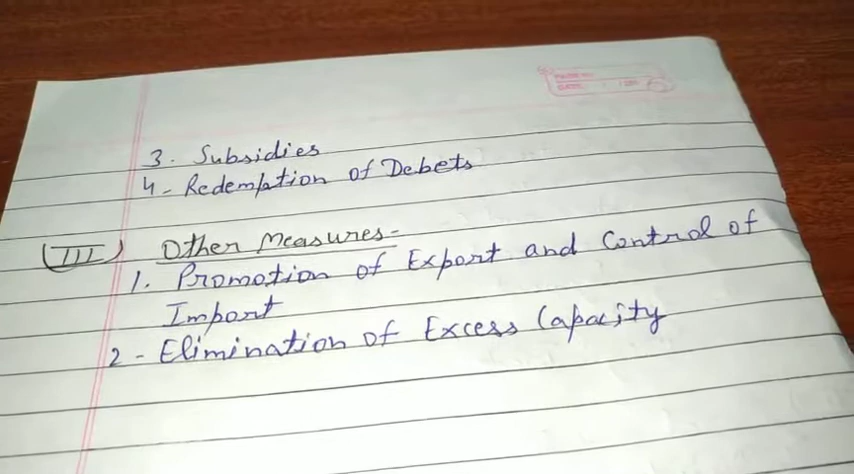 3. Subsidies
4- Redemption of Debets
(III) Other Measures-
1. Promotion of Export and Control of
Import
2- Elimination of Excess Capacity